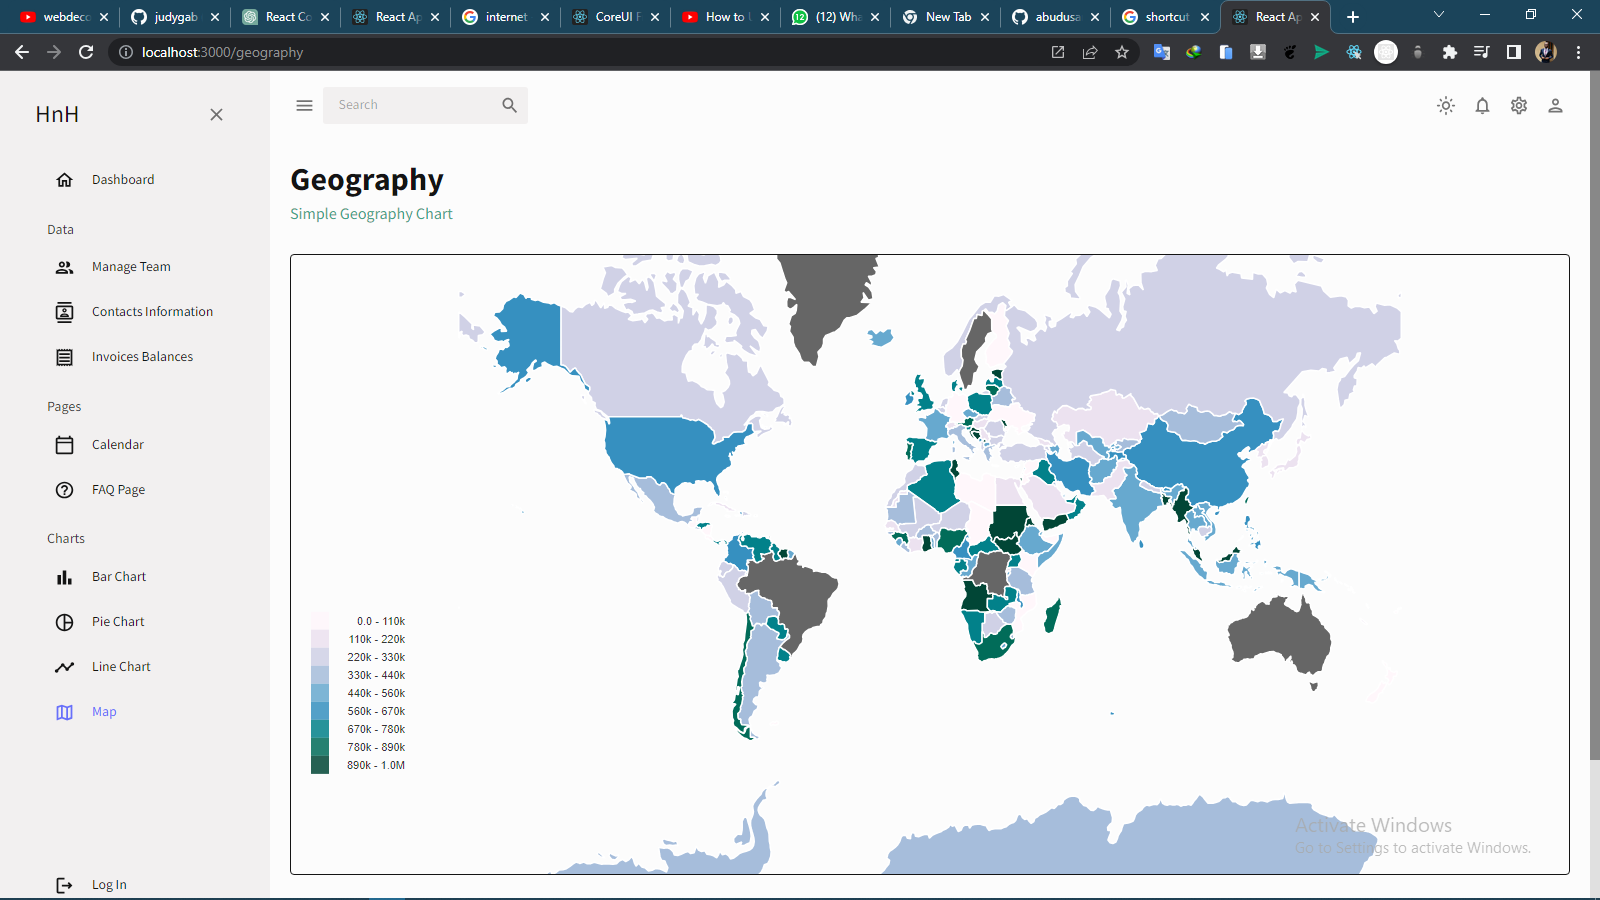 webdec
judygab
React Co
React Ap
internet
CoreUI F
How to U
(12) Wha
New Tab
abudusa
shortcut
React Ap
localhost:3000/geography
HnH
Search
Dashboard
Data
Manage Team
Contacts Information
Invoices Balances
Pages
Calendar
FAQ Page
Charts
Bar Chart
Pie Chart
Line Chart
Map
Log In
Geography
Simple Geography Chart
0.0 - 110k
110k - 220k
220k - 330k
330k - 440k
440k - 560k
560k - 670k
670k - 780k
780k - 890k
890k - 1.0M
Activate Windows
Go to Settings to activate Windows.